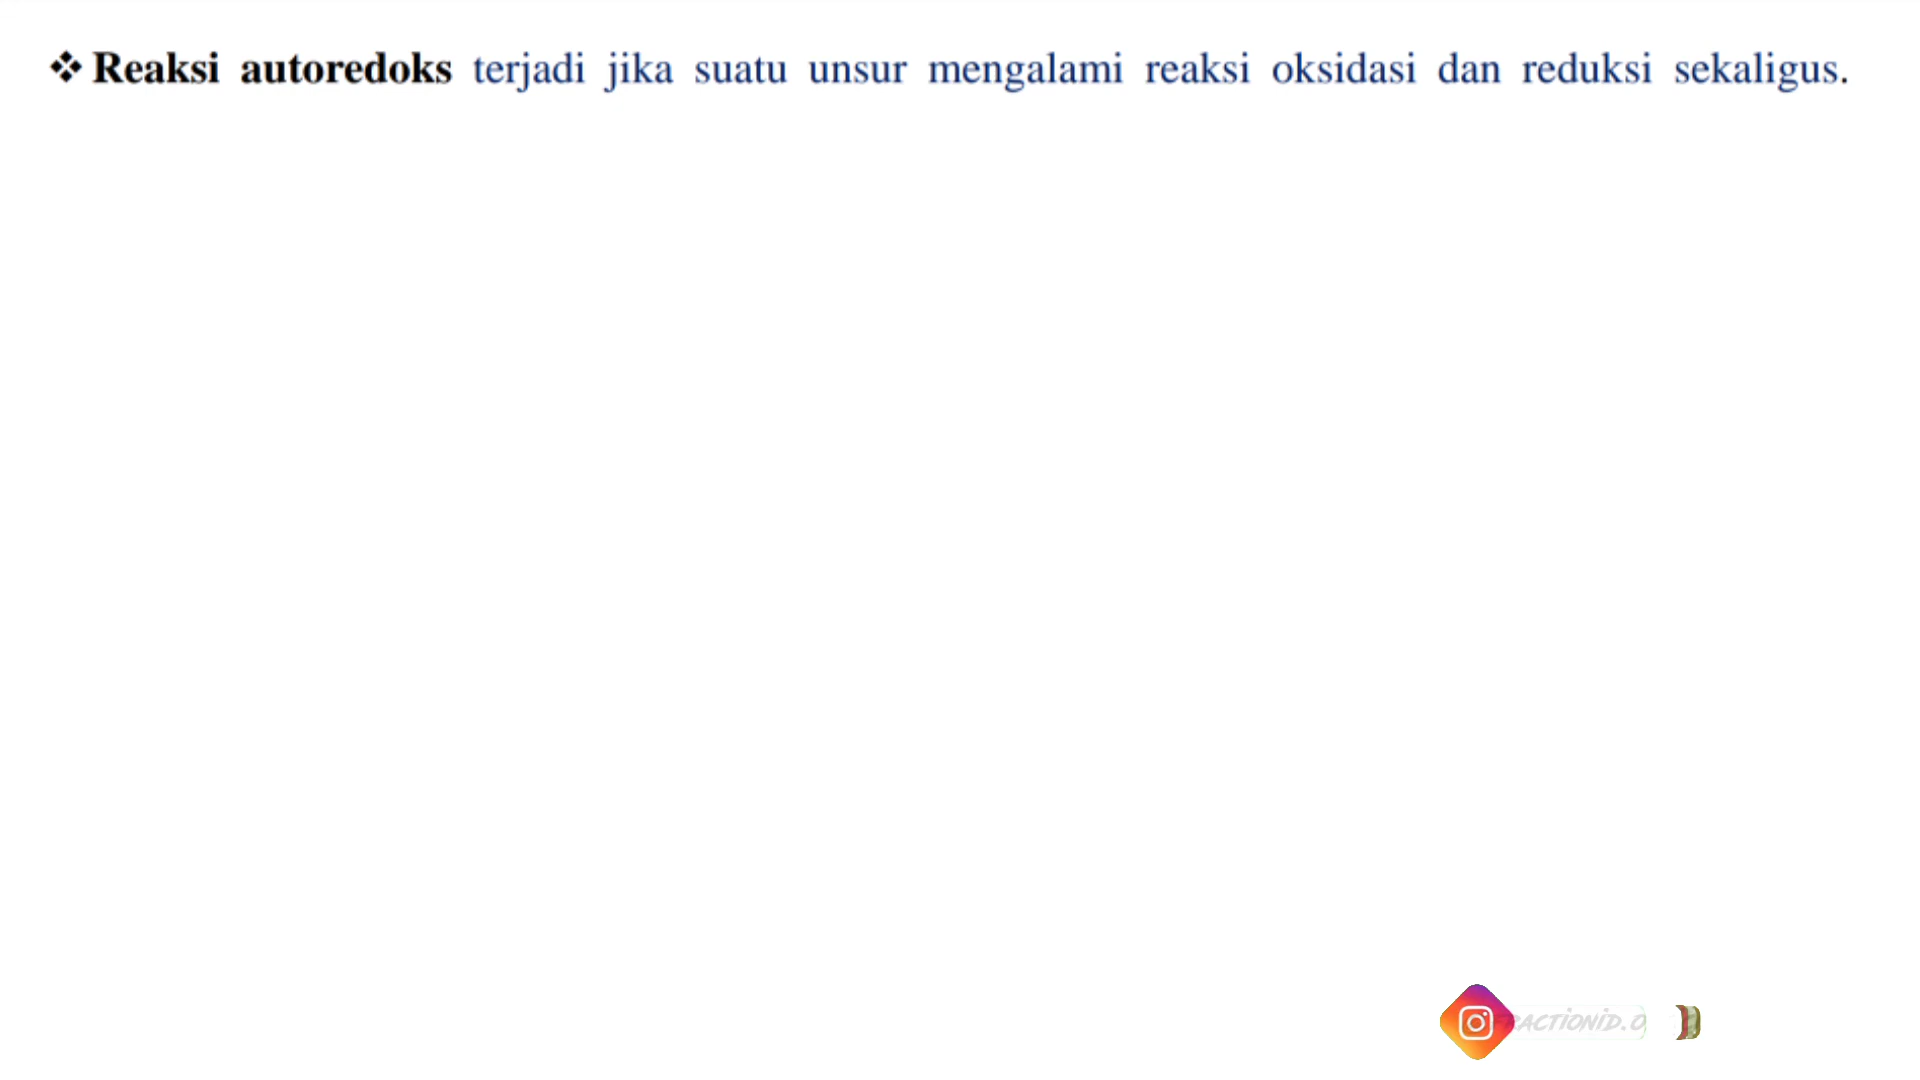 ❖ Reaksi autoredoks terjadi jika suatu unsur mengalami reaksi oksidasi dan reduksi sekaligus.